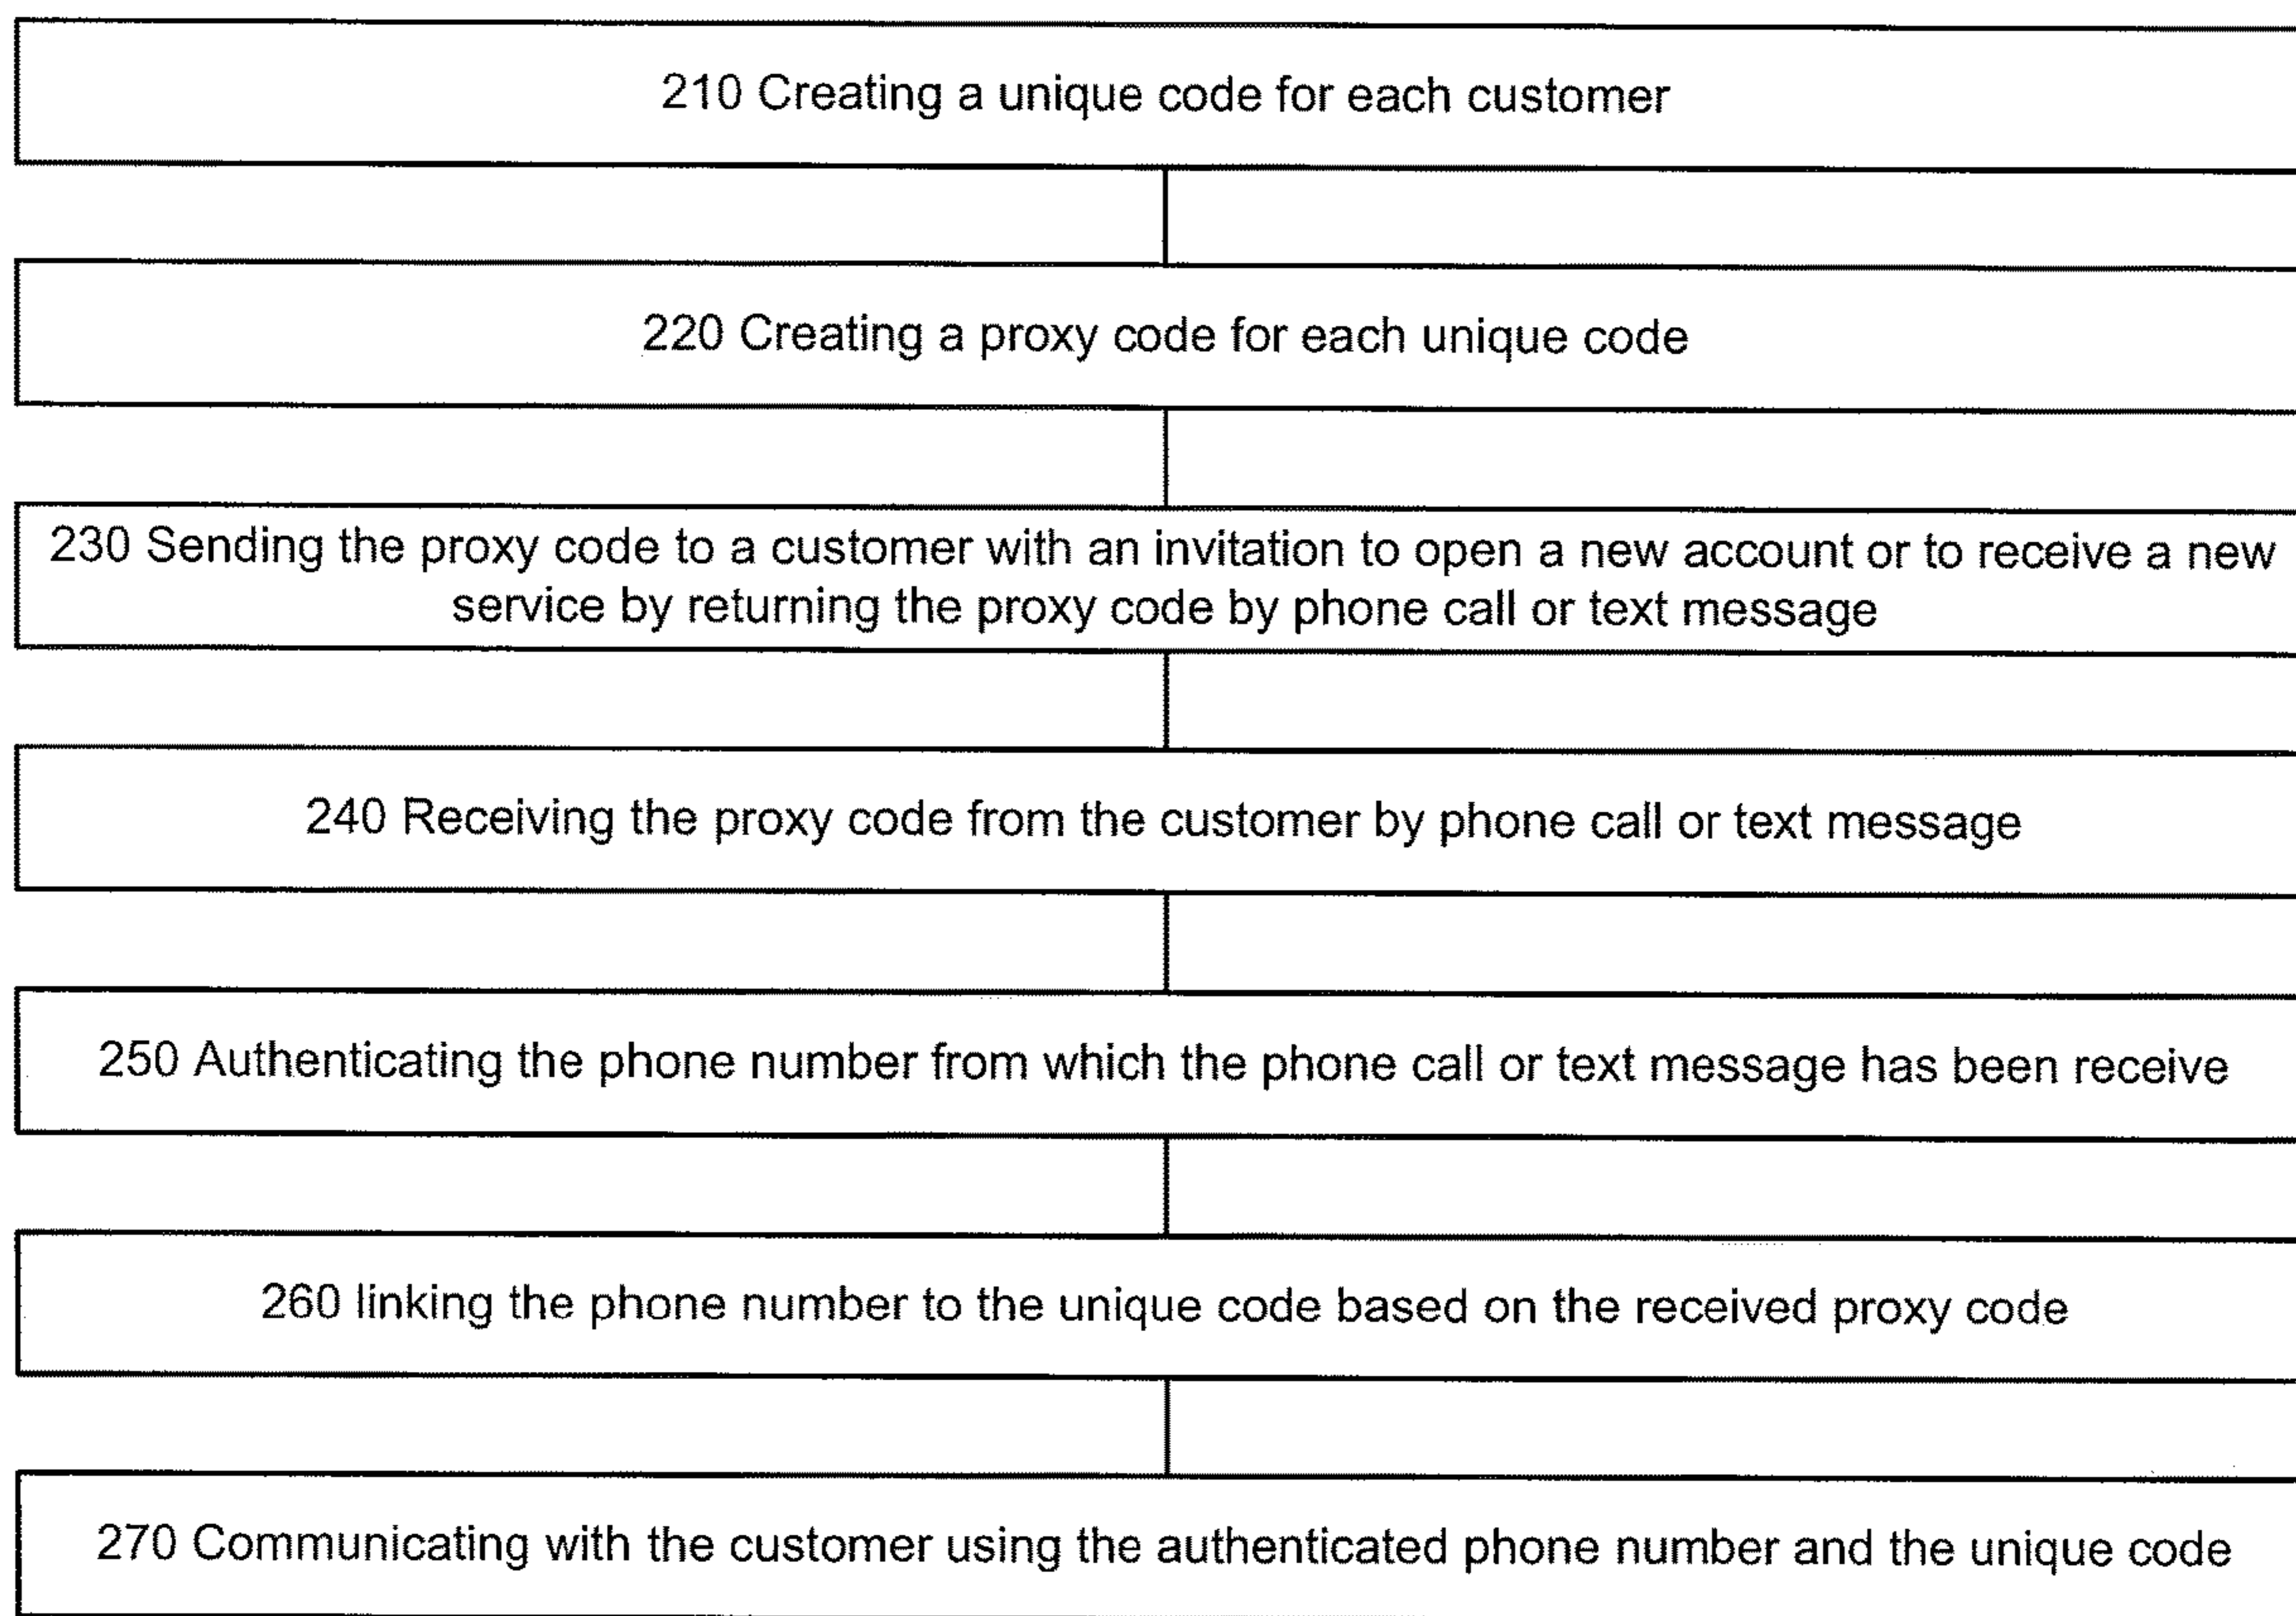 210 Creating a unique code for each customer
220 Creating a proxy code for each unique code
230 Sending the proxy code to a customer with an invitation to open a new account or to receive a new
service by returning the proxy code by phone call or text message
240 Receiving the proxy code from the customer by phone call or text message
250 Authenticating the phone number from which the phone call or text message has been receive
260 linking the phone number to the unique code based on the received proxy code
270 Communicating with the customer using the authenticated phone number and the unique code